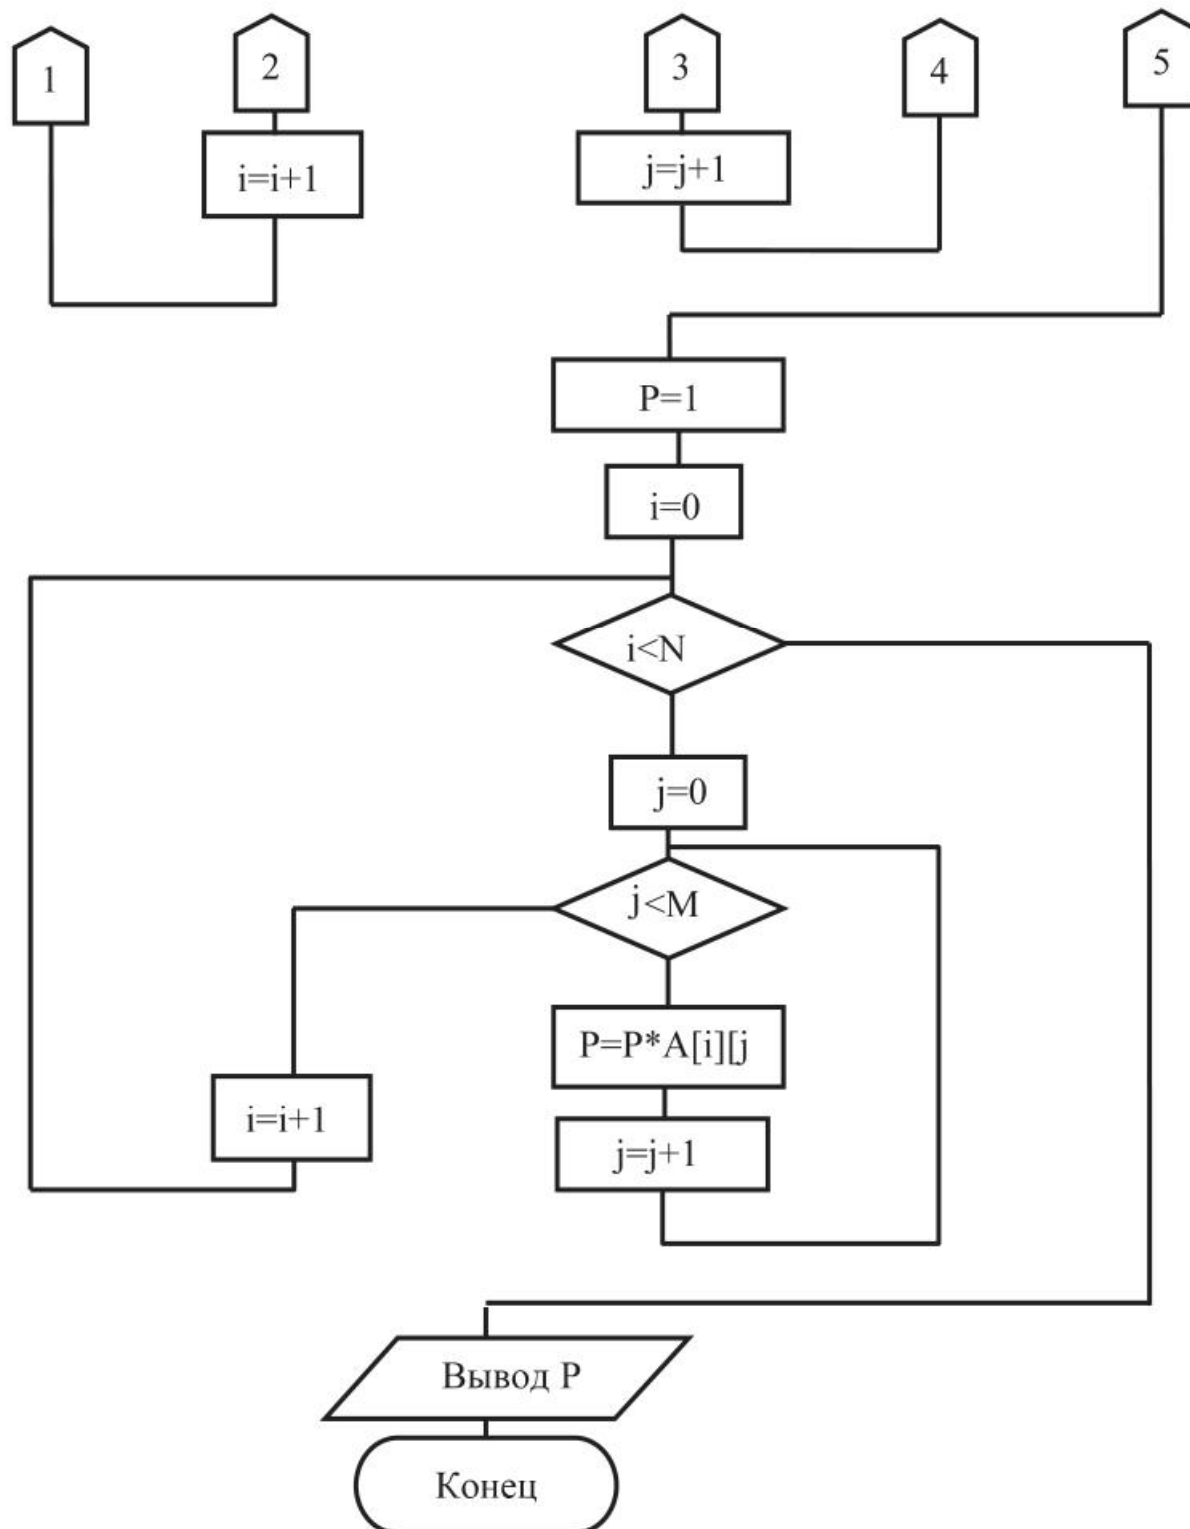 1
2
3
4
5
i=i+1
j=j+1
P=1
i=0
i<N
j=0
j<M
P=P*A[i][j
i=i+1
j=j+1
Вывод P
Конец